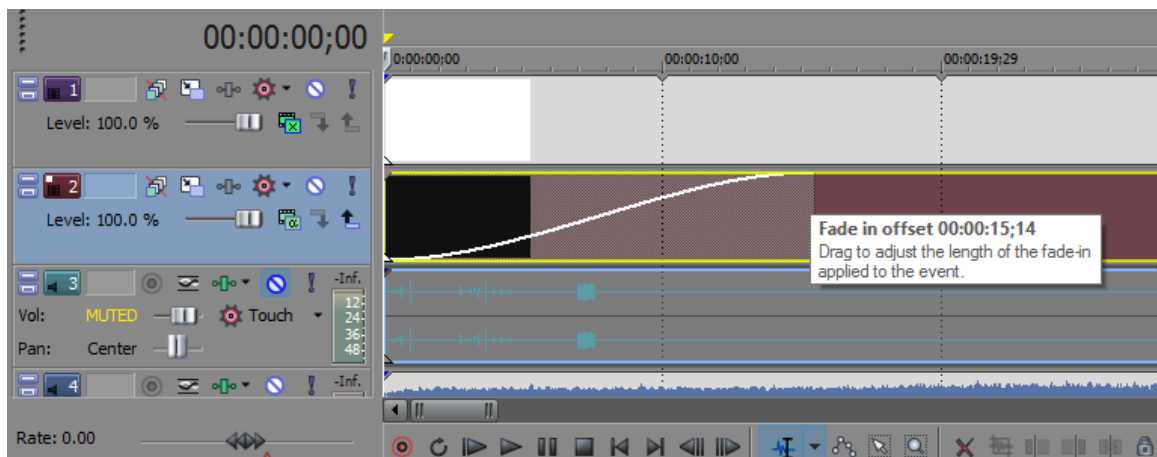 00:00:00;00
0:00:00;00 00:00:10;00 00:00:19;29
1
Level: 100.0 %
2
Level: 100.0 %
Fade in offset 00:00:15;14
Drag to adjust the length of the fade-in
applied to the event.
3 -Inf.
Vol: MUTED Touch
12
24
36
48
Pan: Center
4 -Inf.
Rate: 0.00